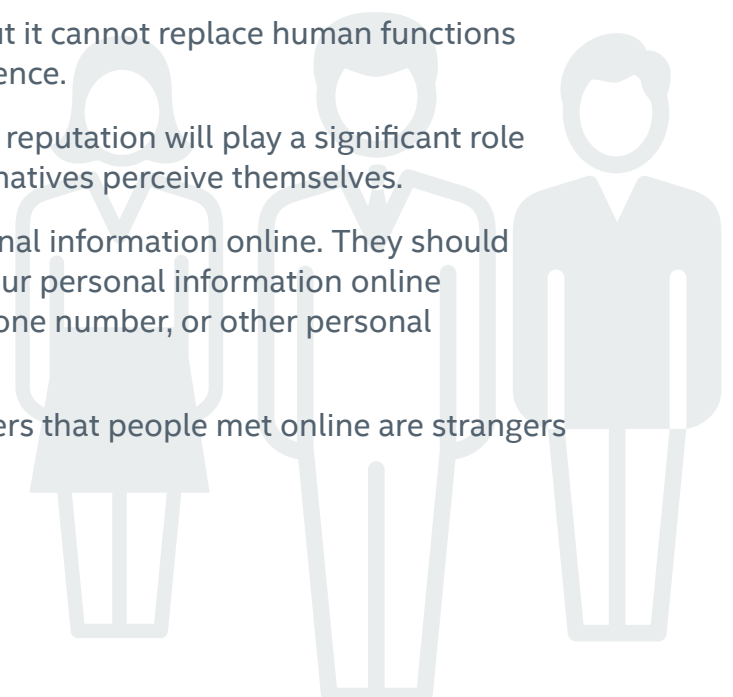 ut it cannot replace human functions
ence.
reputation will play a significant role
natives perceive themselves.
nal information online. They should
ur personal information online
one number, or other personal
ers that people met online are strangers